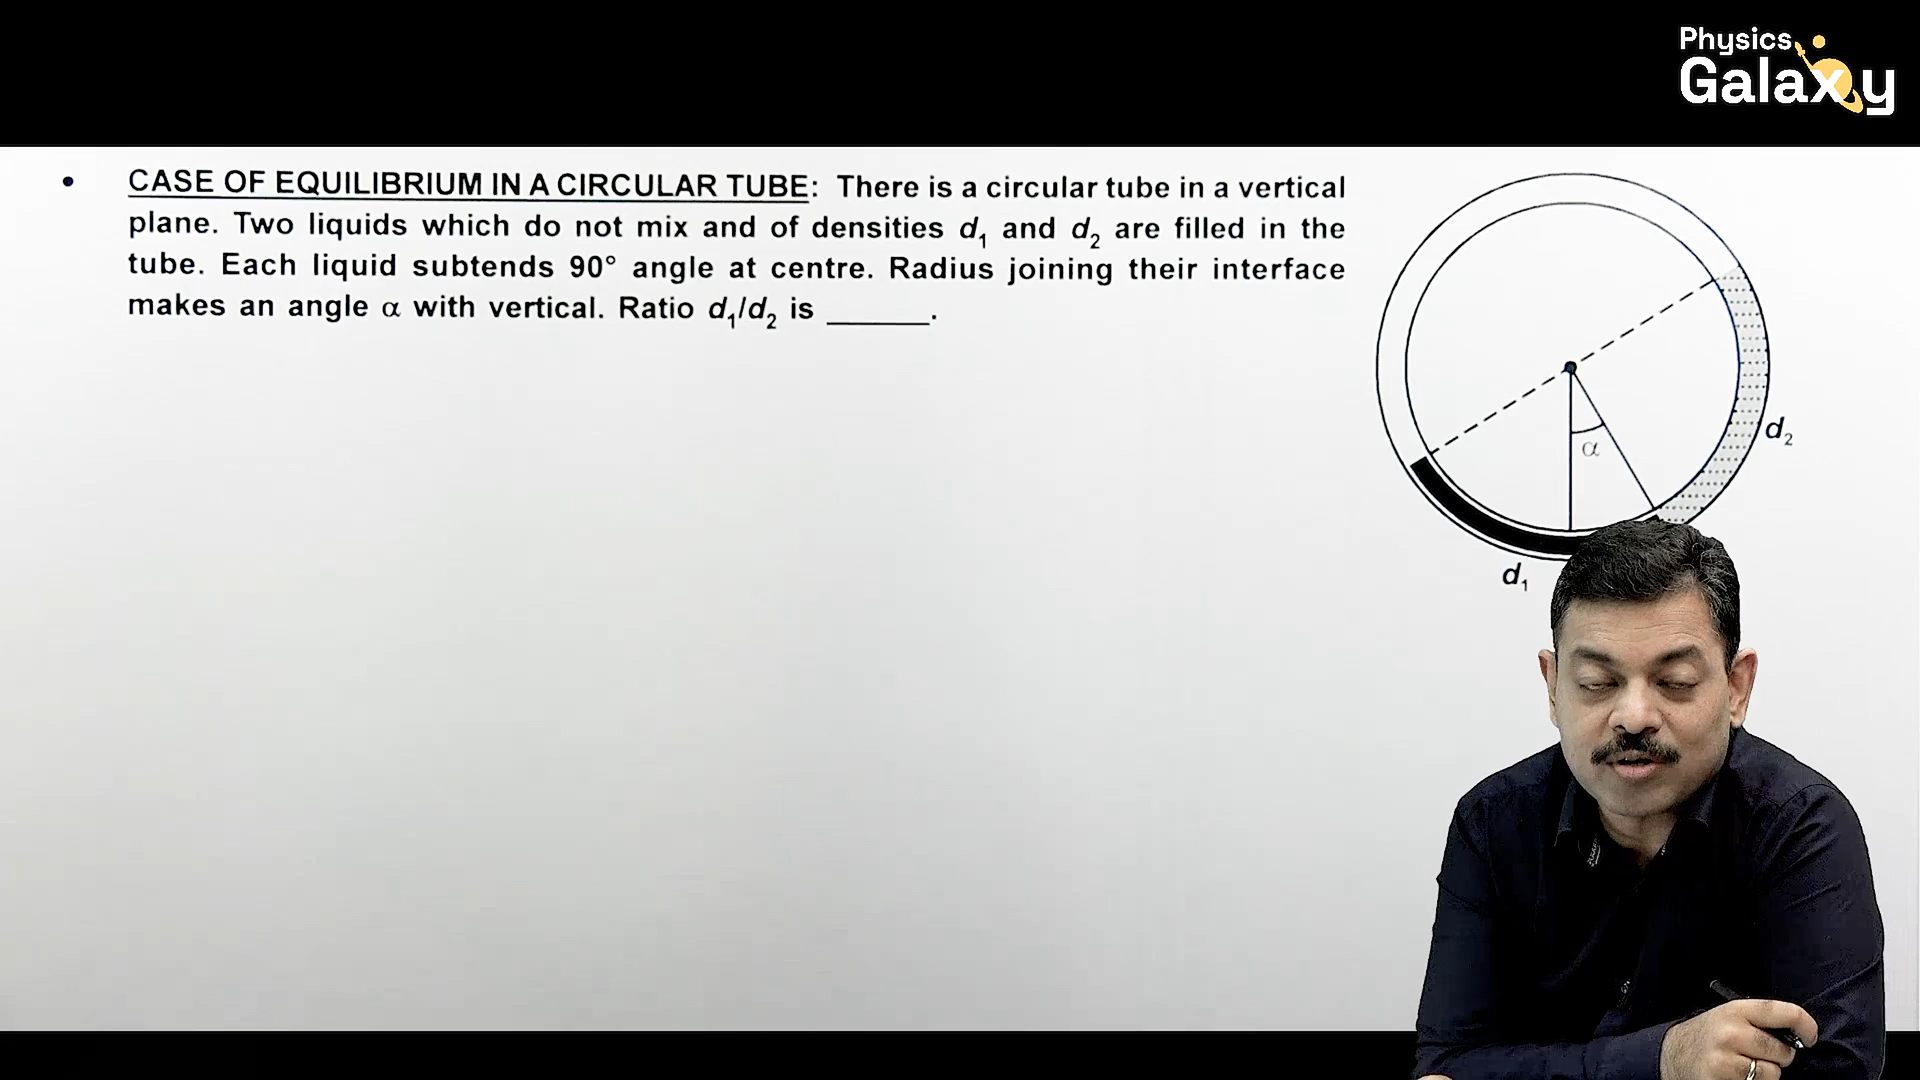 Physics
Galaxy
• CASE OF EQUILIBRIUM IN A CIRCULAR TUBE: There is a circular tube in a vertical
plane. Two liquids which do not mix and of densities d₁ and d₂ are filled in the
tube. Each liquid subtends 90° angle at centre. Radius joining their interface
makes an angle α with vertical. Ratio d₁/d₂ is ______.
α
d₂
d₁